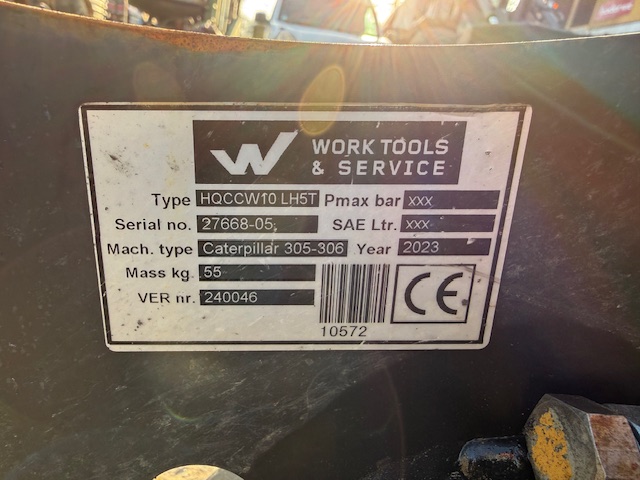 WORK TOOLS
& SERVICE
Type HQCCW10 LH5T Pmax bar xxx
Serial no. 27668-05 SAE Ltr. xxx
Mach. type Caterpillar 305-306 Year 2023
Mass kg. 55
VER nr. 240046
CE
10572